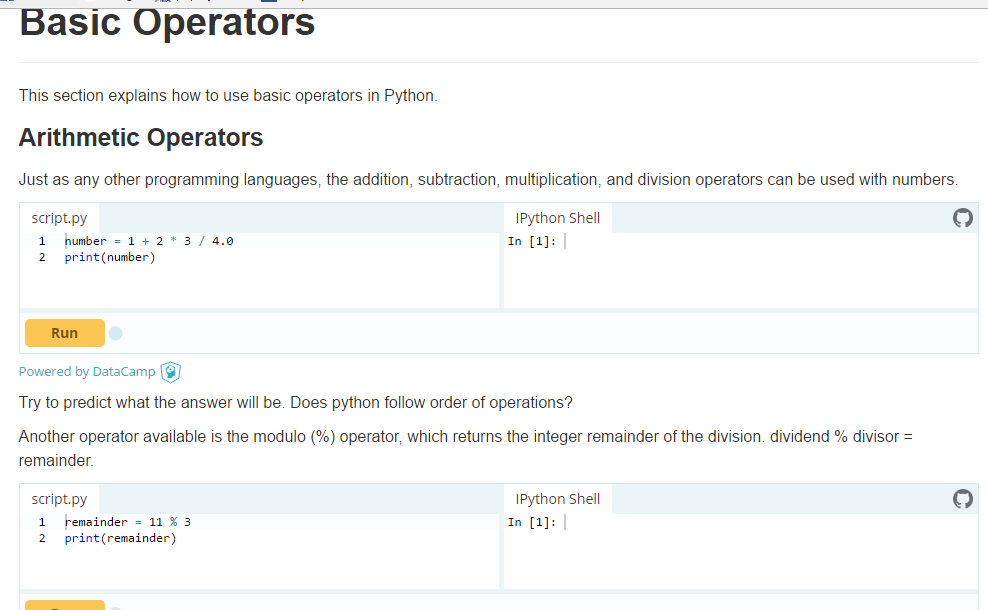 Basic Operators
This section explains how to use basic operators in Python.
Arithmetic Operators
Just as any other programming languages, the addition, subtraction, multiplication, and division operators can be used with numbers.
script.py
IPython Shell
1 number = 1 + 2 * 3 / 4.0
2 print(number)
In [1]:
Run
Powered by DataCamp
Try to predict what the answer will be. Does python follow order of operations?
Another operator available is the modulo (%) operator, which returns the integer remainder of the division. dividend % divisor =
remainder.
script.py
IPython Shell
1 remainder = 11 % 3
2 print(remainder)
In [1]: